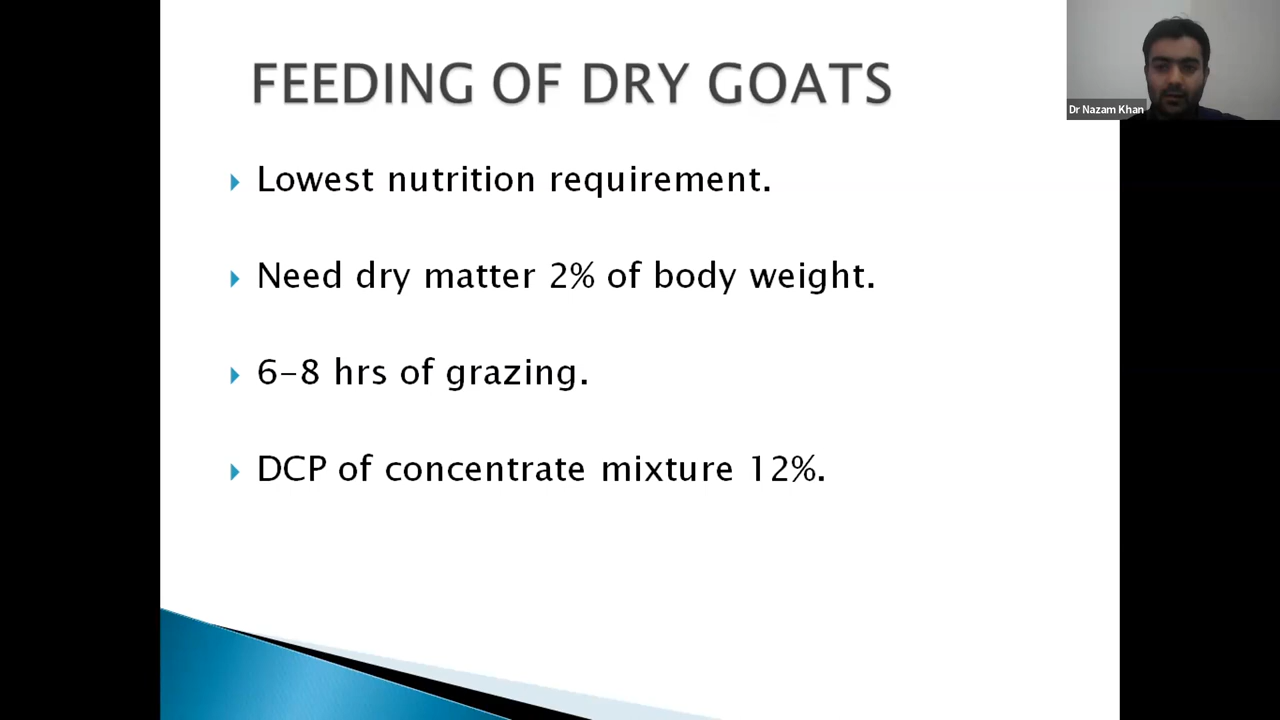 FEEDING OF DRY GOATS
Dr Nazam Khan
Lowest nutrition requirement.
Need dry matter 2% of body weight.
6-8 hrs of grazing.
DCP of concentrate mixture 12%.